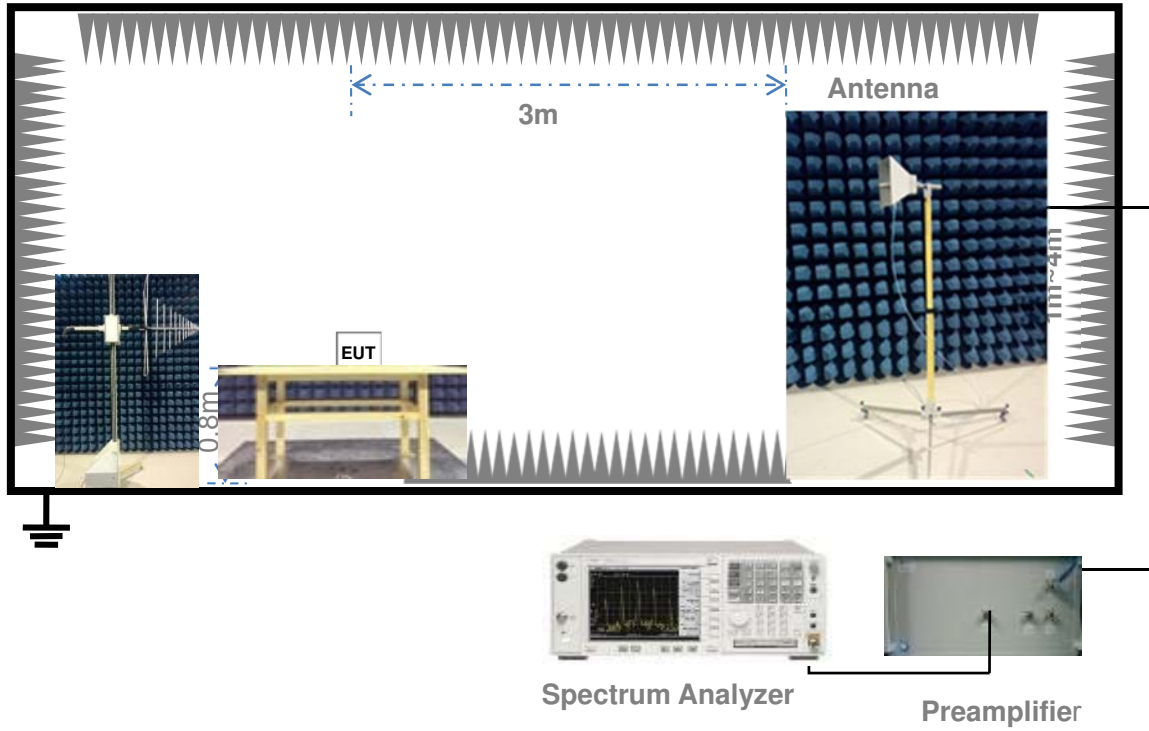 Antenna
3m
1m~4m
EUT
0.8m
Spectrum Analyzer
Preamplifier